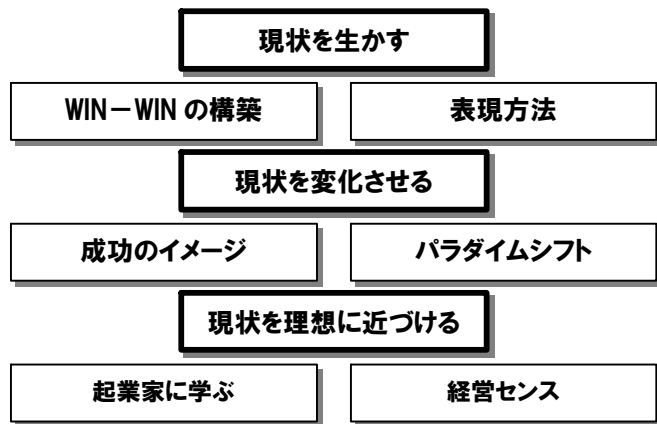 現状を生かす
WIN－WIN の構築
表現方法
現状を変化させる
成功のイメージ
パラダイムシフト
現状を理想に近づける
起業家に学ぶ
経営センス